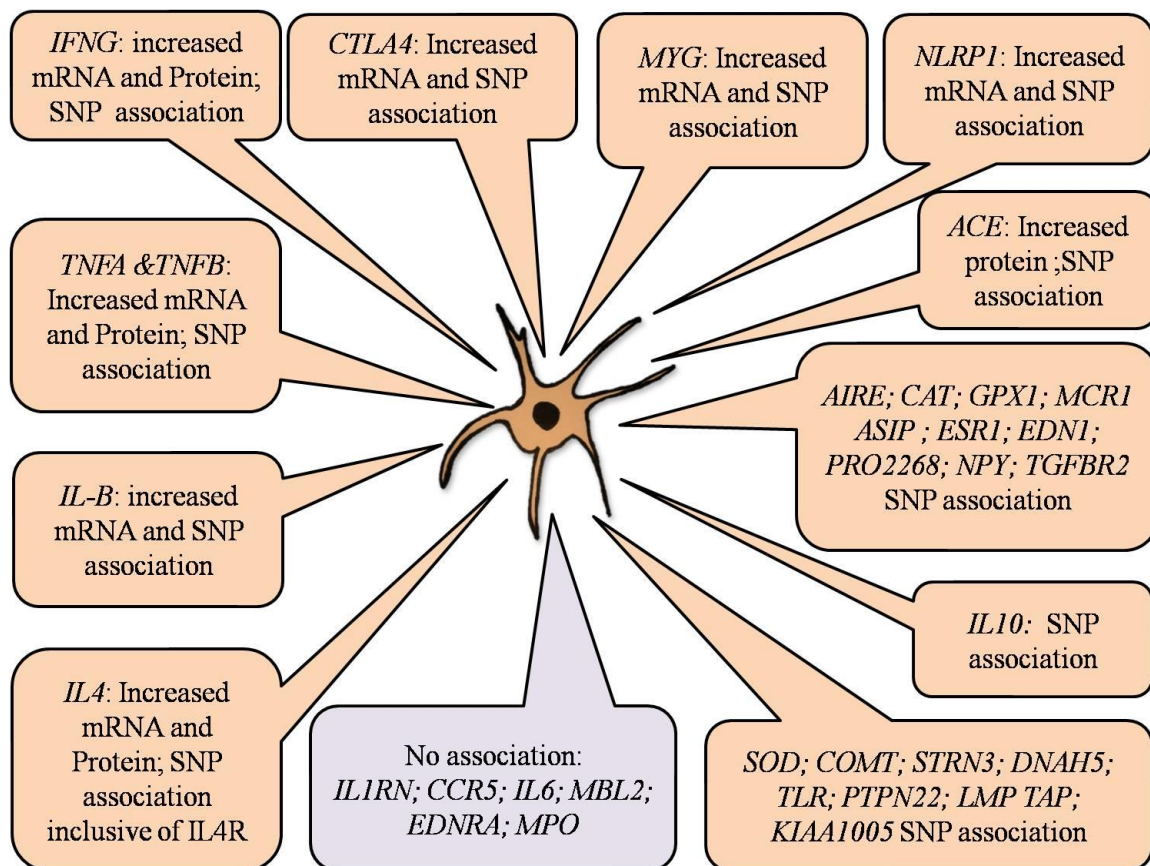 IFNG: increased
mRNA and Protein;
SNP association
CTLA4: Increased
mRNA and SNP
association
MYG: Increased
mRNA and SNP
association
NLRP1: Increased
mRNA and SNP
association
TNFA &TNFB:
Increased mRNA
and Protein; SNP
association
ACE: Increased
protein ;SNP
association
AIRE; CAT; GPX1; MCR1
ASIP ; ESR1; EDN1;
PRO2268; NPY; TGFBR2
SNP association
IL-B: increased
mRNA and SNP
association
IL10: SNP
association
IL4: Increased
mRNA and
Protein; SNP
association
inclusive of IL4R
No association:
IL1RN; CCR5; IL6; MBL2;
EDNRA; MPO
SOD; COMT; STRN3; DNAH5;
TLR; PTPN22; LMP TAP;
KIAA1005 SNP association